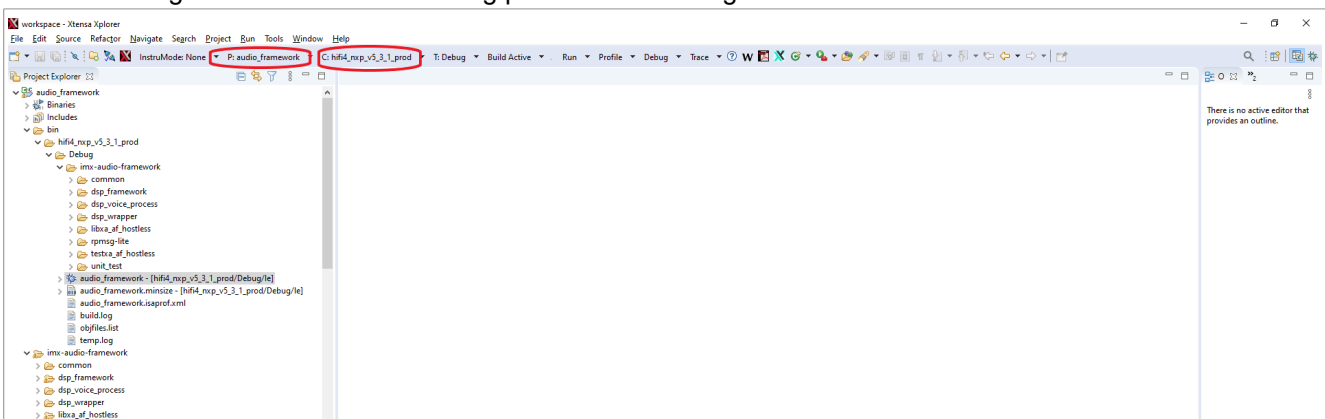 workspace - Xtensa Xplorer
File Edit Source Refactor Navigate Search Project Run Tools Window Help
InstruMode: None P: audio_framework C: hifi4_nxp_v5_3_1_prod T: Debug Build Active Run Profile Debug Trace
Project Explorer
audio_framework
Binaries
Includes
bin
hifi4_nxp_v5_3_1_prod
Debug
imx-audio-framework
common
dsp_framework
dsp_voice_process
dsp_wrapper
libxa_af_hostless
rpmsg-lite
testxa_af_hostless
unit_test
audio_framework - [hifi4_nxp_v5_3_1_prod/Debug/le]
audio_framework.minsize - [hifi4_nxp_v5_3_1_prod/Debug/le]
audio_framework.isaprof.xml
build.log
objfiles.list
temp.log
imx-audio-framework
common
dsp_framework
dsp_voice_process
dsp_wrapper
libxa_af_hostless
There is no active editor that
provides an outline.